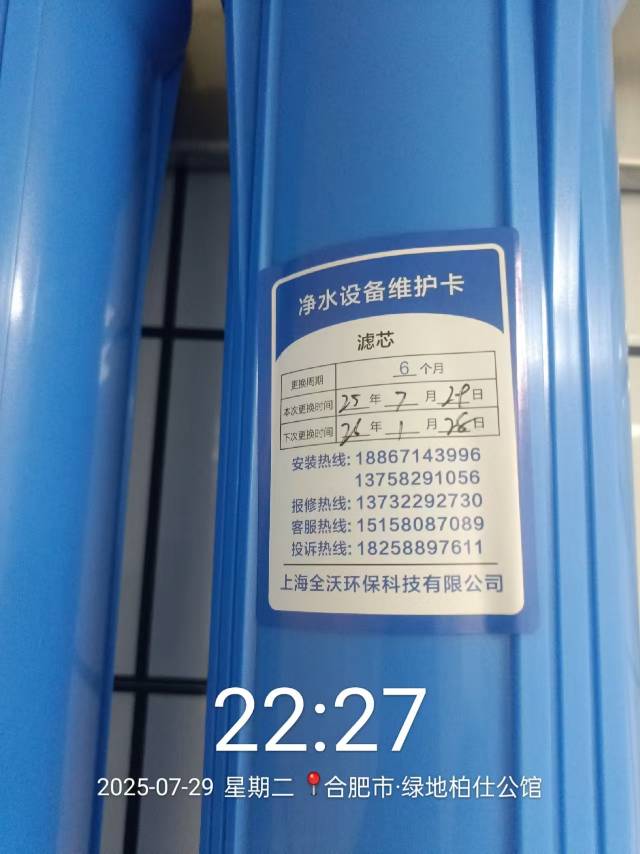 净水设备维护卡
滤芯
更换周期 6 个月
本次更换时间 25 年 7 月 29 日
下次更换时间 26 年 1 月 28 日
安装热线: 18867143996
13758291056
报修热线: 13732292730
客服热线: 15158087089
投诉热线: 18258897611
上海全沃环保科技有限公司
22:27
2025-07-29 星期二 📍合肥市·绿地柏仕公馆